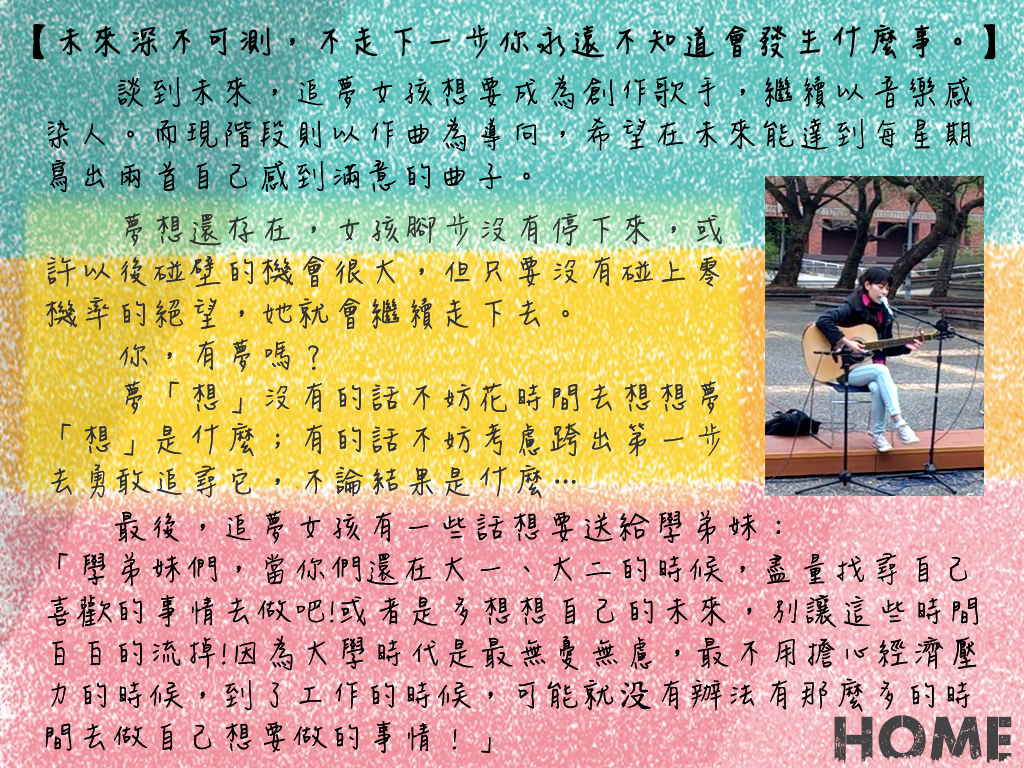 【未來深不可測，不走下一步你永遠不知道會發生什麼事。】
談到未來，追夢女孩想要成為創作歌手，繼續以音樂感
染人。而現階段則以作曲為導向，希望在未來能達到每星期
寫出兩首自己感到滿意的曲子。
夢想還存在，女孩腳步沒有停下來，或
許以後碰壁的機會很大，但只要沒有碰上零
機率的絕望，她就會繼續走下去。
你，有夢嗎？
夢「想」沒有的話不妨花時間去想想夢
「想」是什麼；有的話不妨考慮跨出第一步
去勇敢追尋它，不論結果是什麼…
最後，追夢女孩有一些話想要送給學弟妹：
「學弟妹們，當你們還在大一、大二的時候，盡量找尋自己
喜歡的事情去做吧!或者是多想想自己的未來，別讓這些時間
白白的流掉!因為大學時代是最無憂無慮，最不用擔心經濟壓
力的時候，到了工作的時候，可能就沒有辦法有那麼多的時
間去做自己想要做的事情！」
HOME